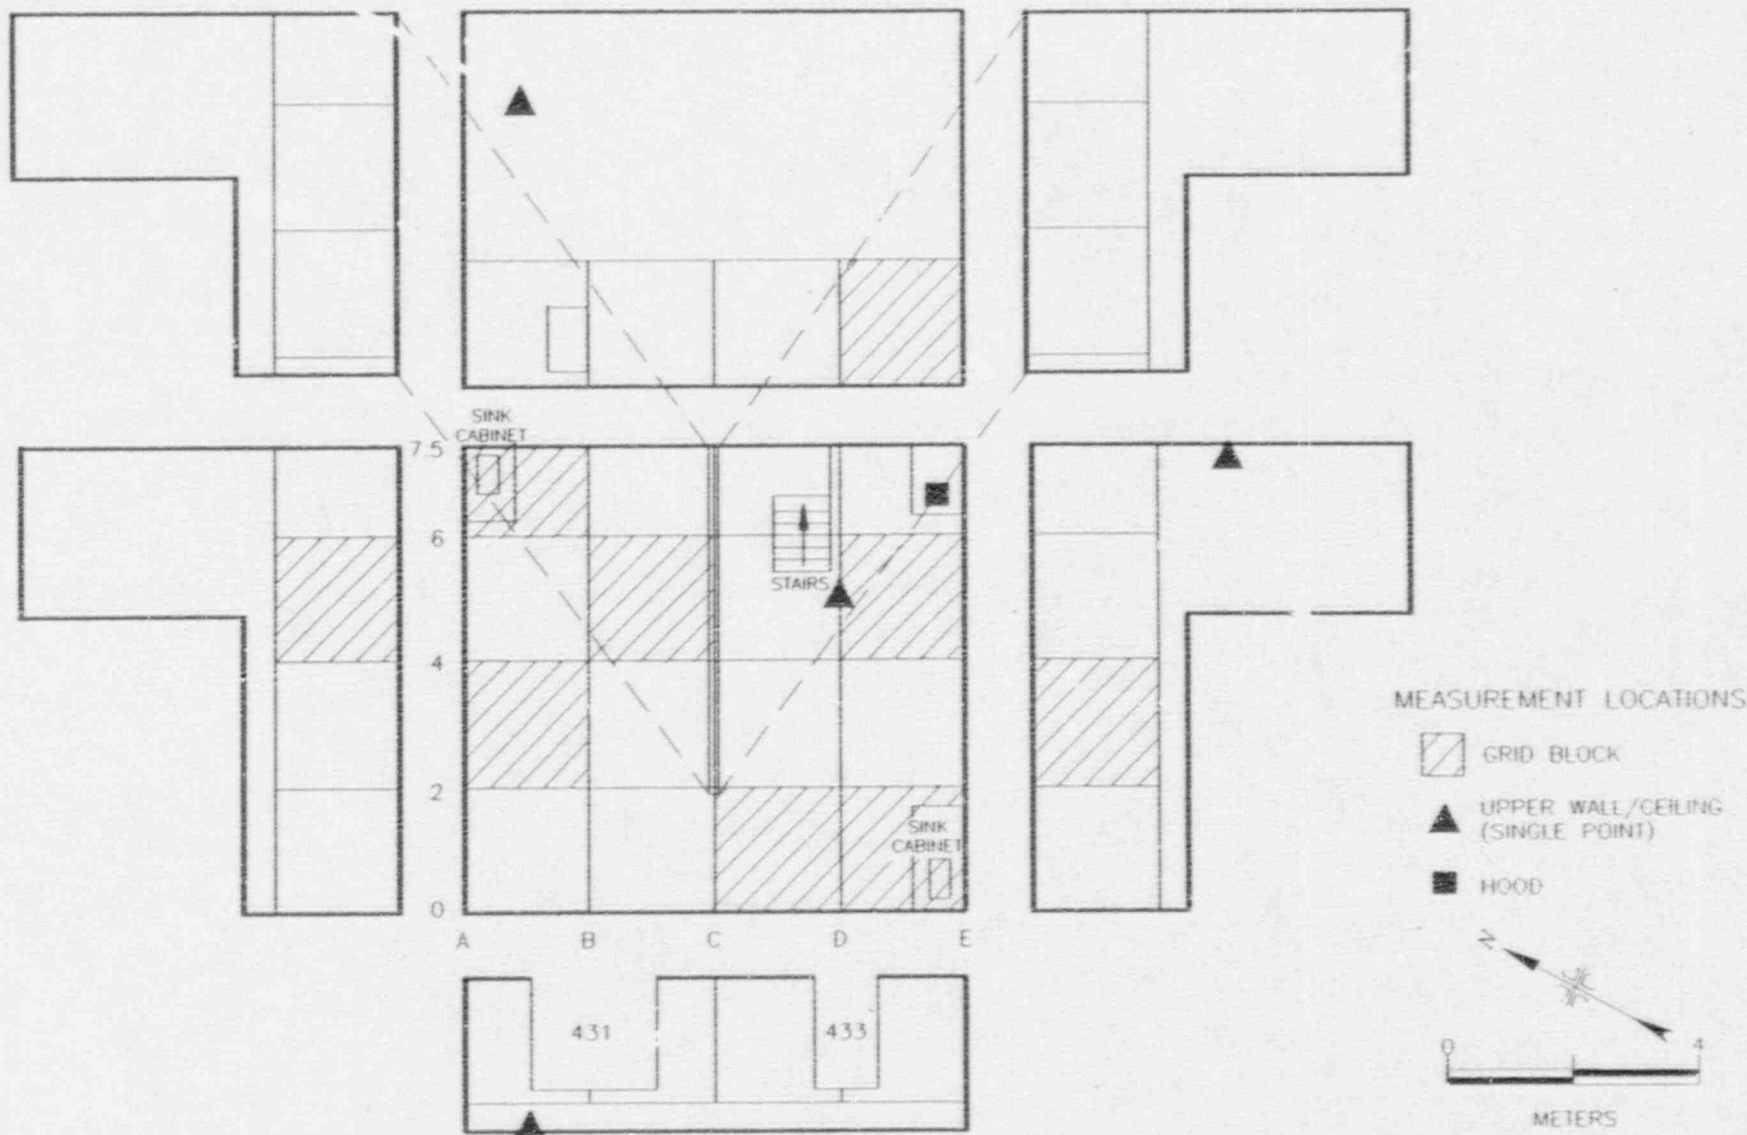 SINK
CABINET
7.5
6
STAIRS
4
2
SINK
CABINET
0
A B C D E
431 433
MEASUREMENT LOCATIONS
GRID BLOCK
UPPER WALL/CEILING
(SINGLE POINT)
HOOD
N
0 4
METERS